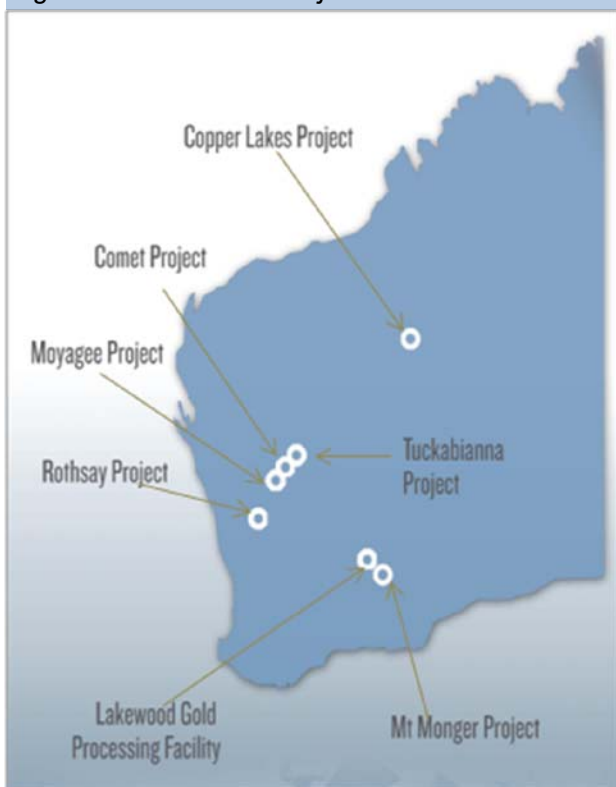 Copper Lakes Project
Comet Project
Moyagee Project
Tuckabianna
Project
Rothsay Project
Lakewood Gold
Processing Facility
Mt Monger Project